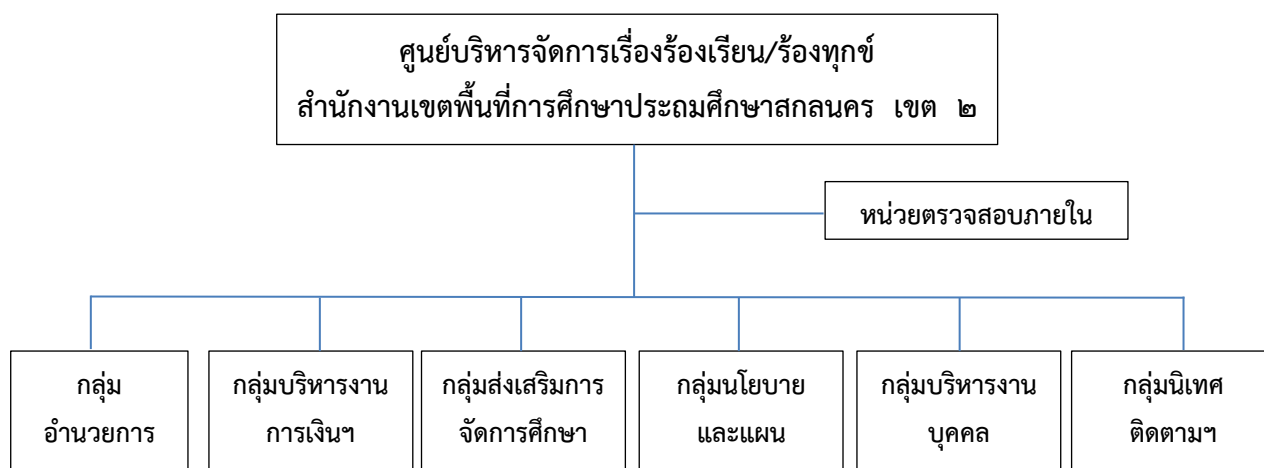 ศูนย์บริหารจัดการเรื่องร้องเรียน/ร้องทุกข์
สำนักงานเขตพื้นที่การศึกษาประถมศึกษาสกลนคร เขต ๒
หน่วยตรวจสอบภายใน
กลุ่ม
อำนวยการ
กลุ่มบริหารงาน
การเงินฯ
กลุ่มส่งเสริมการ
จัดการศึกษา
กลุ่มนโยบาย
และแผน
กลุ่มบริหารงาน
บุคคล
กลุ่มนิเทศ
ติดตามฯ